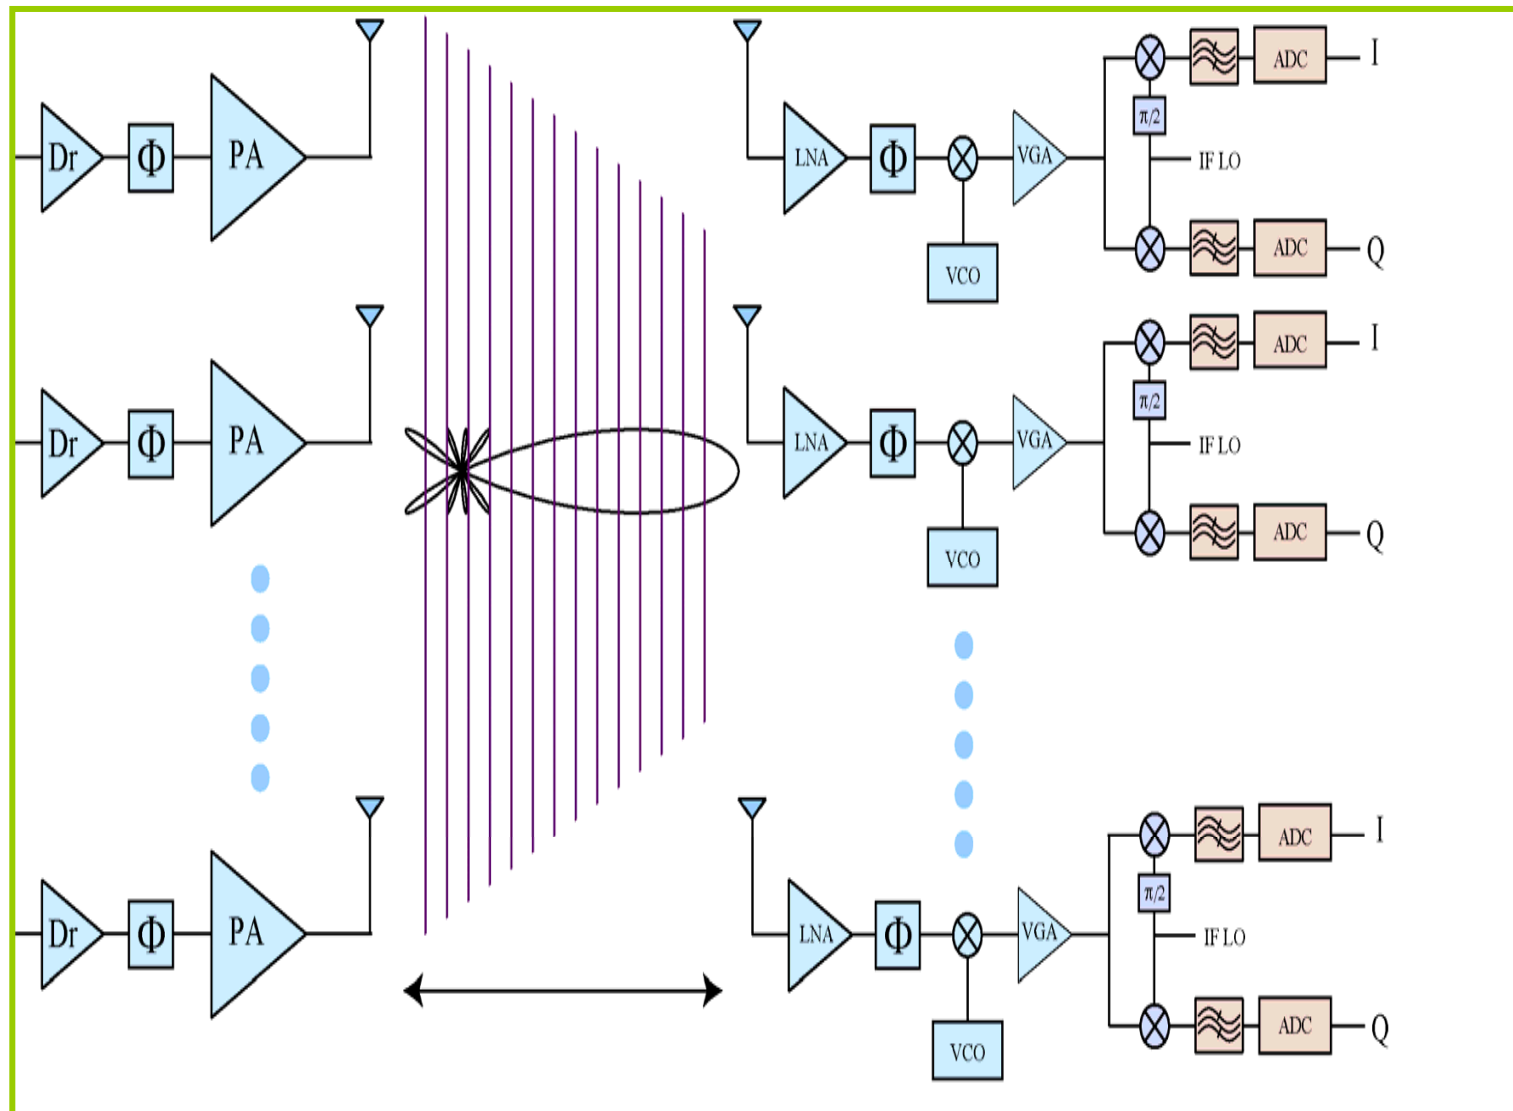 Dr Φ PA
LNA Φ VGA
VCO
π/2
IF LO
ADC I
ADC Q
Dr Φ PA
LNA Φ VGA
VCO
π/2
IF LO
ADC I
ADC Q
Dr Φ PA
LNA Φ VGA
VCO
π/2
IF LO
ADC I
ADC Q